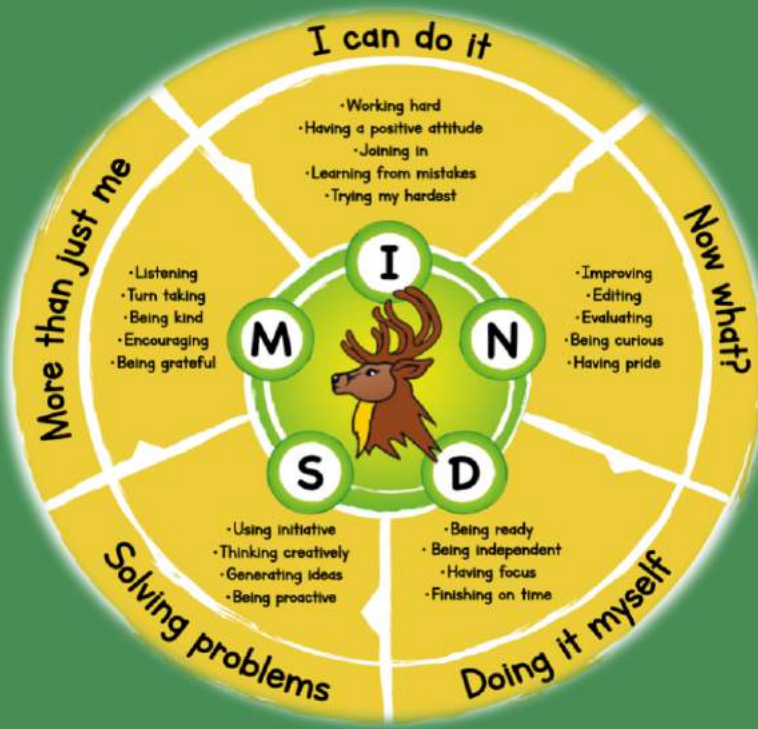 I can do it
·Working hard
·Having a positive attitude
·Joining in
·Learning from mistakes
·Trying my hardest
I
Now what?
·Improving
·Editing
·Evaluating
·Being curious
·Having pride
N
Doing it myself
·Being ready
·Being independent
·Having focus
·Finishing on time
D
Solving problems
·Using initiative
·Thinking creatively
·Generating ideas
·Being proactive
S
More than just me
·Listening
·Turn taking
·Being kind
·Encouraging
·Being grateful
M